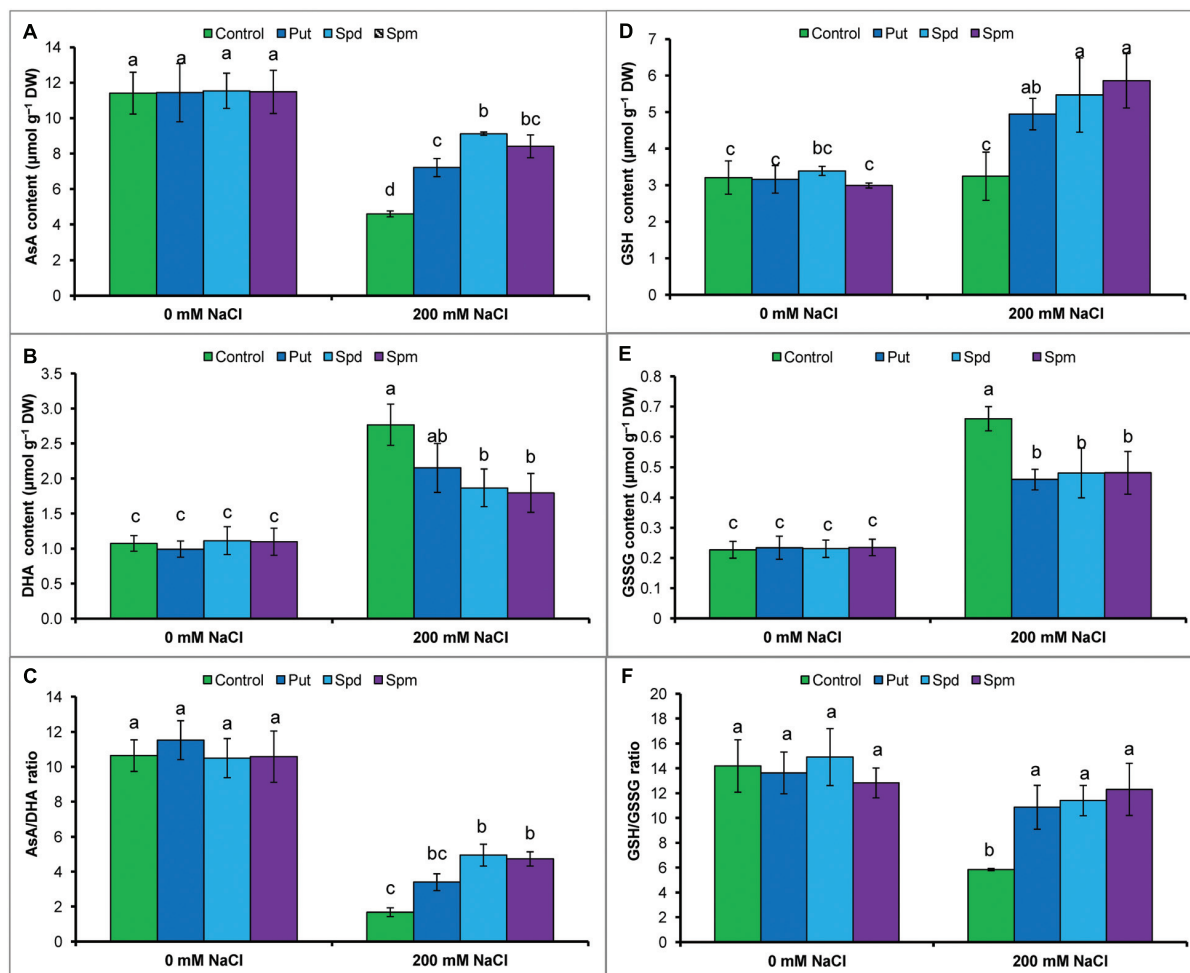 A
Control Put Spd Spm
AsA content (µmol g⁻¹ DW)
14
12
10
8
6
4
2
0
a a a a
d c b bc
0 mM NaCl 200 mM NaCl
B
Control Put Spd Spm
DHA content (µmol g⁻¹ DW)
3.5
3.0
2.5
2.0
1.5
1.0
0.5
0.0
c c c c
a ab b b
0 mM NaCl 200 mM NaCl
C
Control Put Spd Spm
AsA/DHA ratio
14
12
10
8
6
4
2
0
a a a a
c bc b b
0 mM NaCl 200 mM NaCl
D
Control Put Spd Spm
GSH content (µmol g⁻¹ DW)
7
6
5
4
3
2
1
0
c c bc c
c ab a a
0 mM NaCl 200 mM NaCl
E
Control Put Spd Spm
GSSG content (µmol g⁻¹ DW)
0.8
0.7
0.6
0.5
0.4
0.3
0.2
0.1
0
c c c c
a b b b
0 mM NaCl 200 mM NaCl
F
Control Put Spd Spm
GSH/GSSG ratio
20
18
16
14
12
10
8
6
4
2
0
a a a a
b a a a
0 mM NaCl 200 mM NaCl